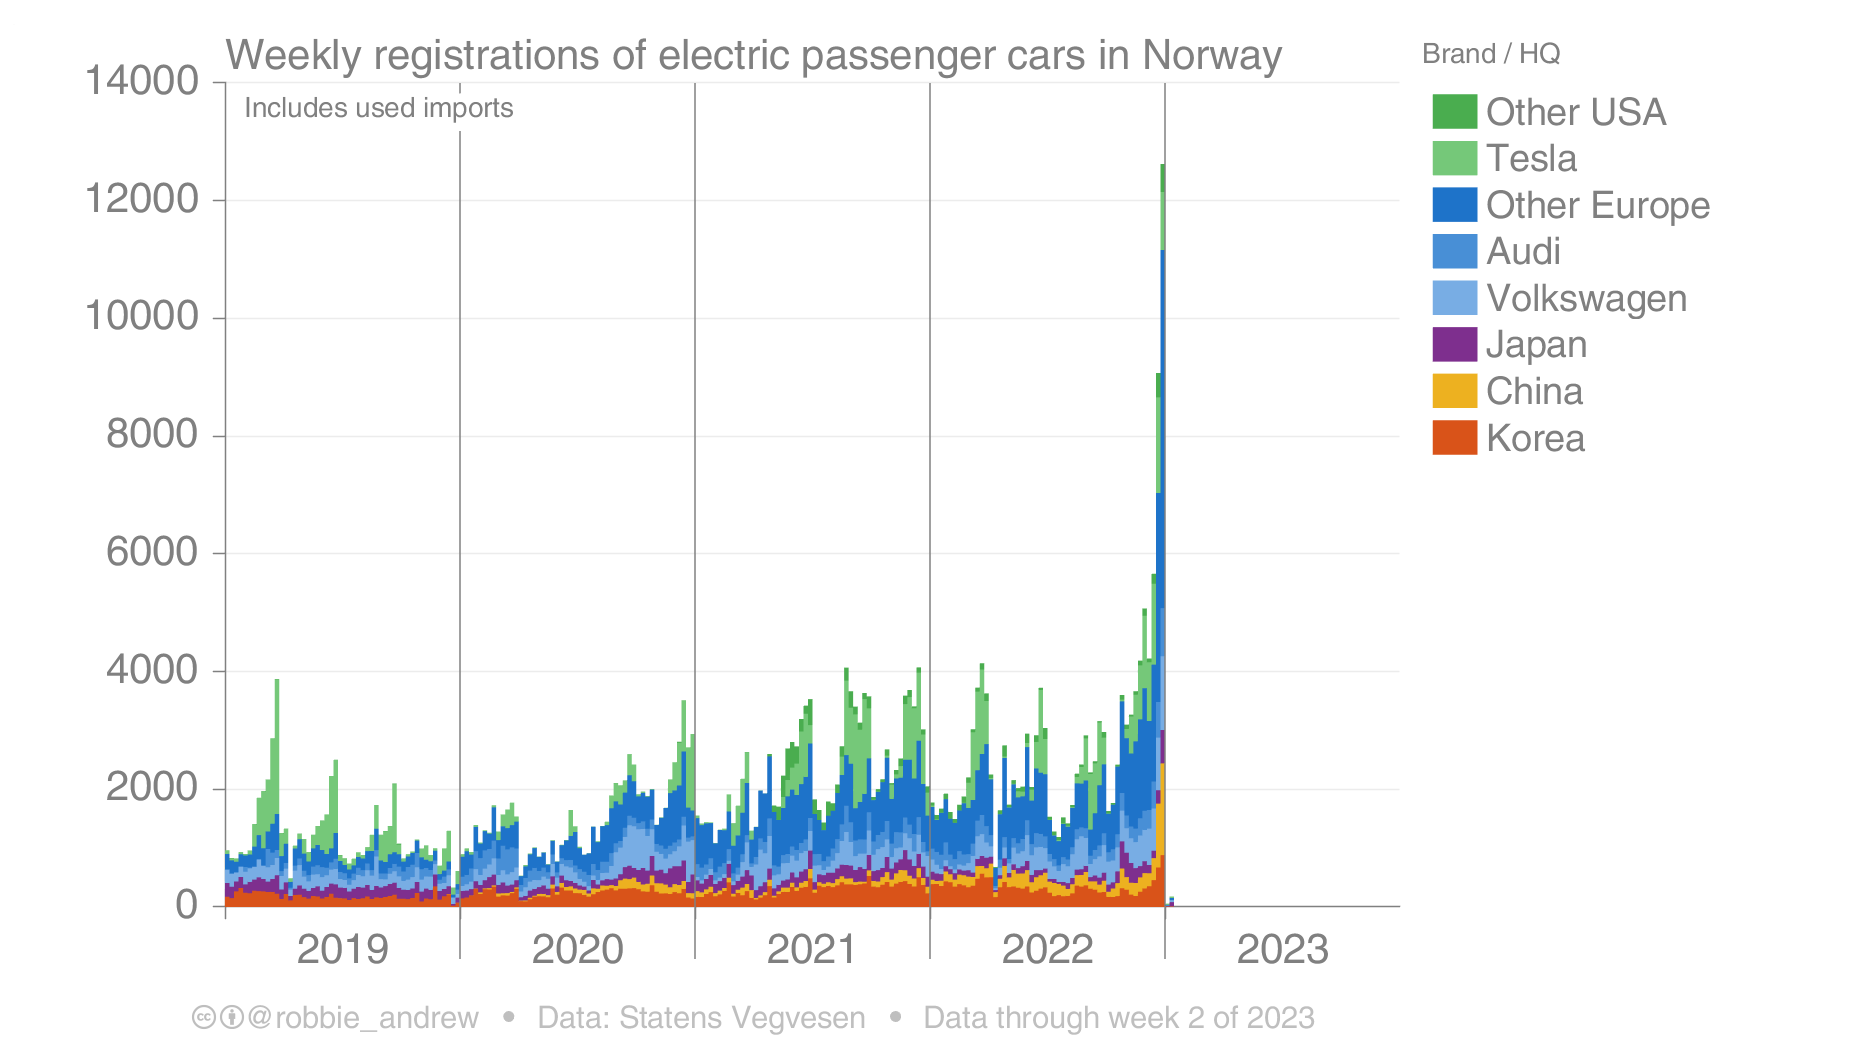 Weekly registrations of electric passenger cars in Norway
Includes used imports
14000
12000
10000
8000
6000
4000
2000
0
2019 2020 2021 2022 2023
Brand / HQ
Other USA
Tesla
Other Europe
Audi
Volkswagen
Japan
China
Korea
cc @robbie_andrew • Data: Statens Vegvesen • Data through week 2 of 2023